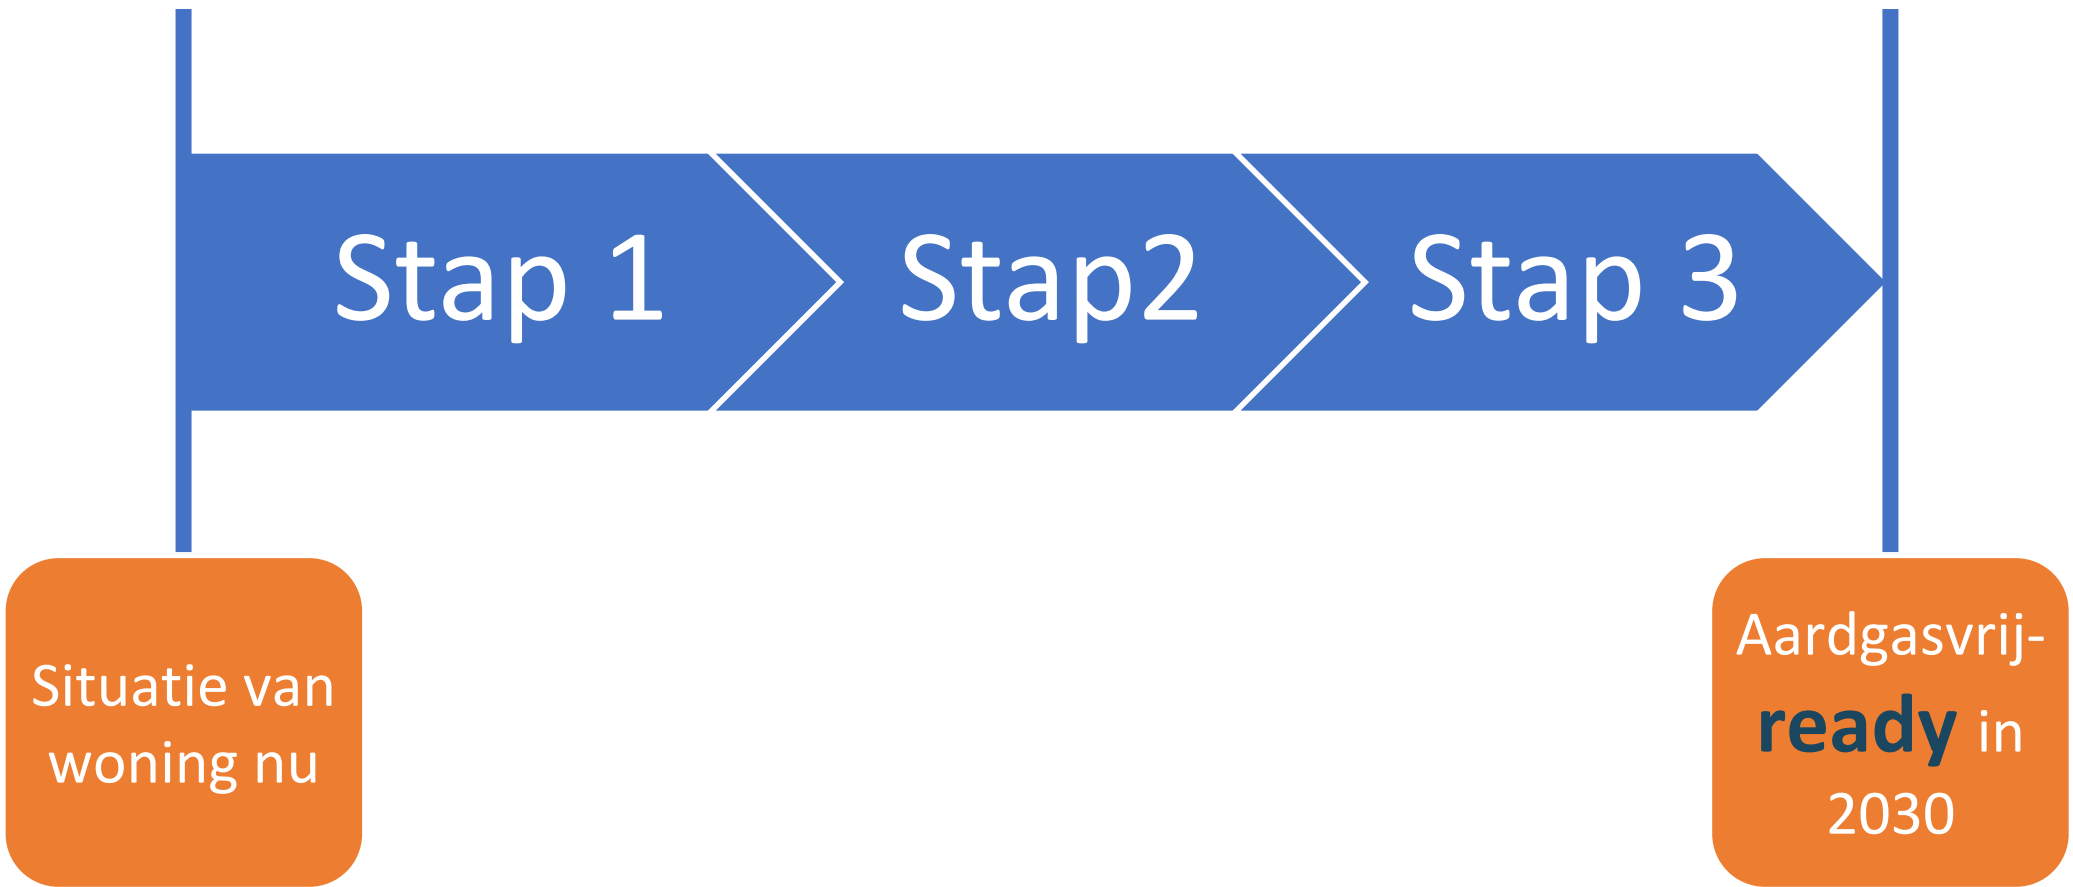 Stap 1
Stap2
Stap 3
Situatie van
woning nu
Aardgasvrij-
ready in
2030